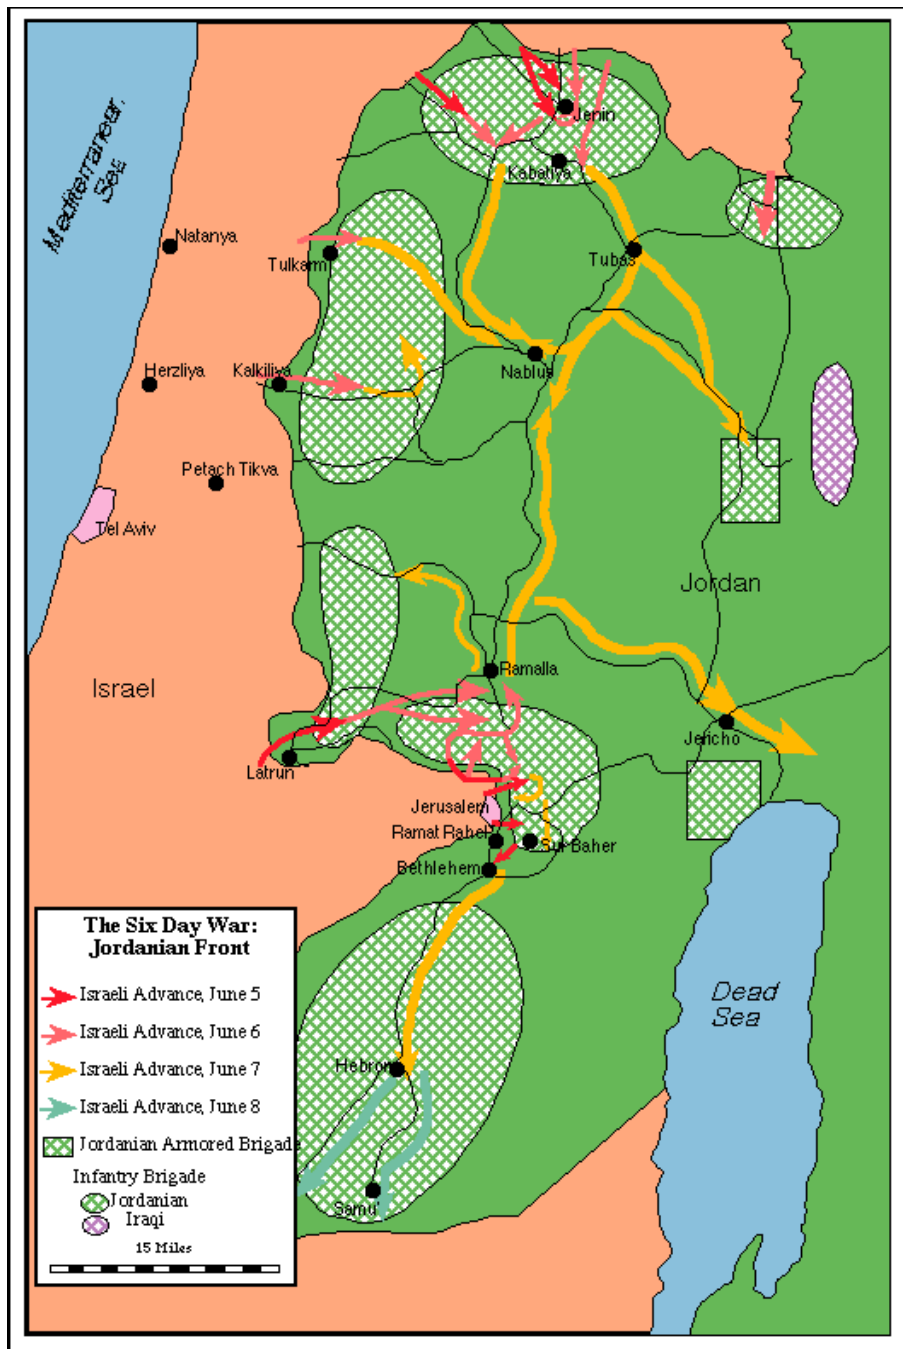 Mediterranear,
SeE
Jenin
Kabatiya
Natanya
Tulkarm
Tubas
Herzliya
Kalkiliya
Nablus
Petach Tikva
Tel Aviv
Jordan
Israel
Ramalla
Jericho
Latrun
Jerusalem
Ramat Rahel
Sur Baher
Bethlehem
The Six Day War:
Jordanian Front
Israeli Advance, June 5
Israeli Advance, June 6
Israeli Advance, June 7
Israeli Advance, June 8
Jordanian Armored Brigade
Infantry Brigade
Jordanian
Iraqi
15 Miles
Dead
Sea
Hebron
Samu'